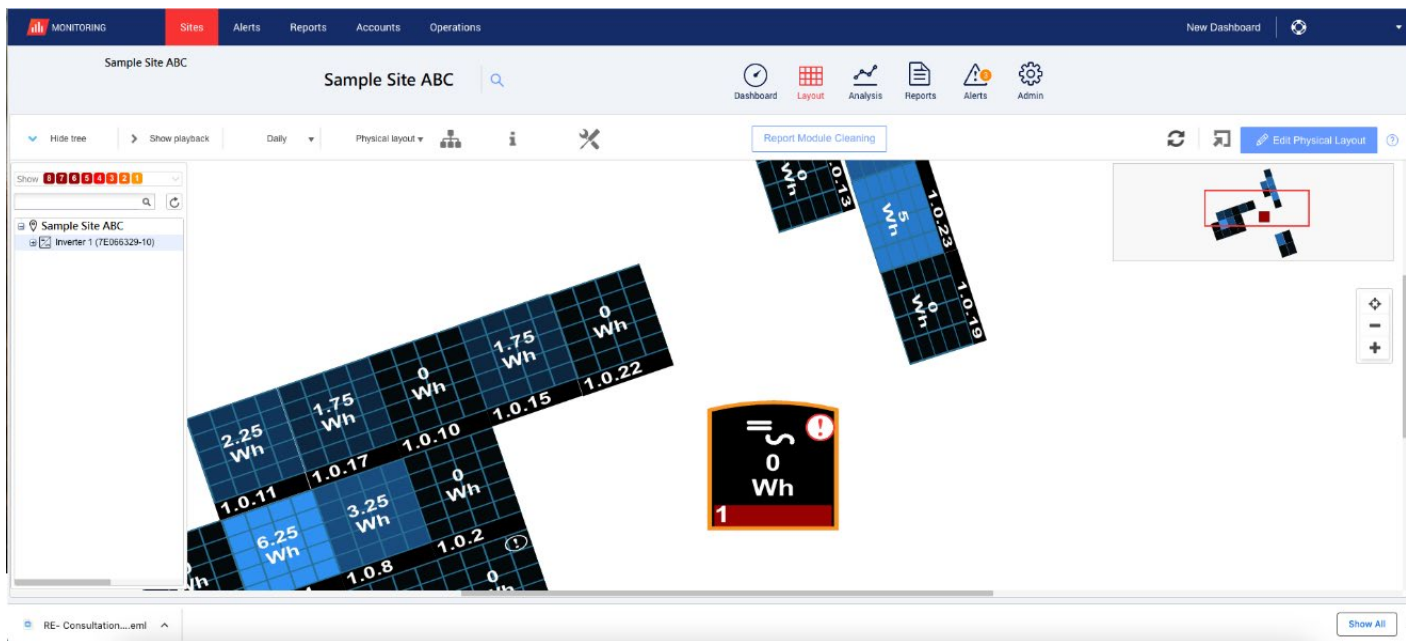 MONITORING
Sites
Alerts
Reports
Accounts
Operations
New Dashboard
Sample Site ABC
Sample Site ABC
Dashboard
Layout
Analysis
Reports
Alerts
Admin
Hide tree
Show playback
Daily
Physical layout
i
Report Module Cleaning
Edit Physical Layout
?
Show 8 7 6 5 4 3 2 1
Sample Site ABC
Inverter 1 (7E066329-10)
0
Wh
1.0.13
5
Wh
1.0.23
0
Wh
1.0.19
0
Wh
1.0.22
1.75
Wh
1.0.15
0
Wh
1.0.10
1.75
Wh
1.0.17
2.25
Wh
1.0.11
0
Wh
1.0.2
3.25
Wh
1.0.8
6.25
Wh
0
Wh
!
0
Wh
1
RE- Consultation....eml
Show All